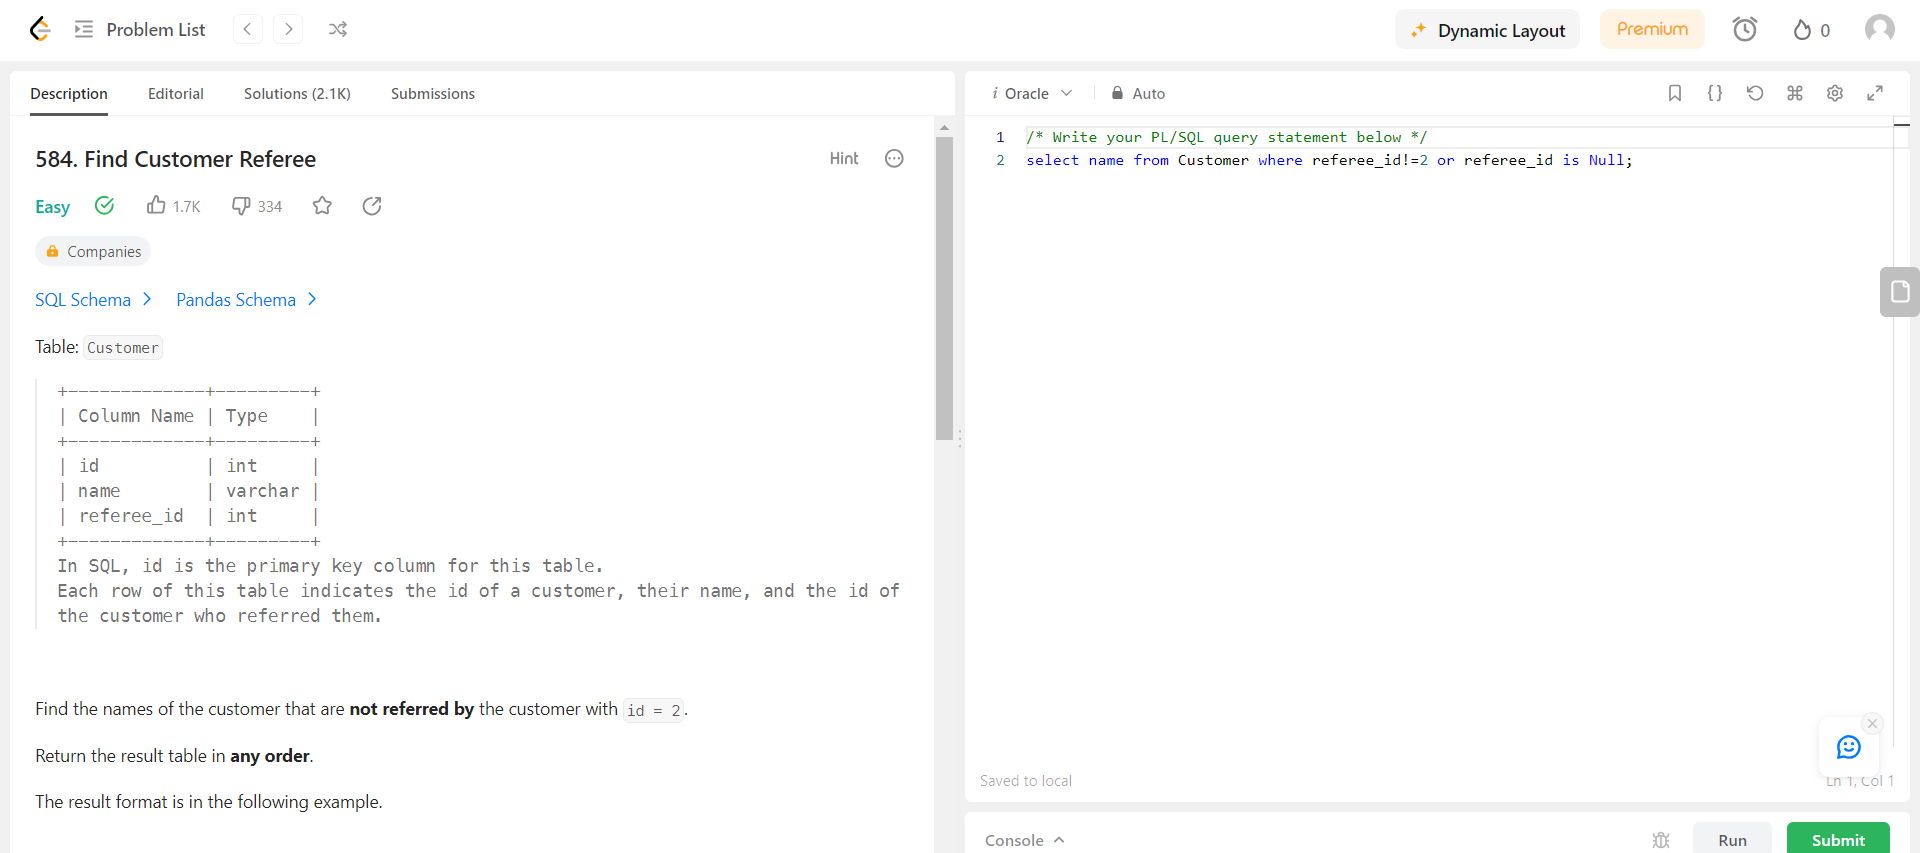 Problem List
Dynamic Layout
Premium
0
Description Editorial Solutions (2.1K) Submissions
584. Find Customer Referee
Hint
Easy 1.7K 334
Companies
SQL Schema Pandas Schema
Table: Customer
+-------------+---------+
| Column Name | Type    |
+-------------+---------+
| id          | int     |
| name        | varchar |
| referee_id  | int     |
+-------------+---------+
In SQL, id is the primary key column for this table.
Each row of this table indicates the id of a customer, their name, and the id of
the customer who referred them.
Find the names of the customer that are not referred by the customer with id = 2.
Return the result table in any order.
The result format is in the following example.
i Oracle Auto
1 /* Write your PL/SQL query statement below */
2 select name from Customer where referee_id!=2 or referee_id is Null;
Saved to local
Ln 1, Col 1
Console
Run
Submit